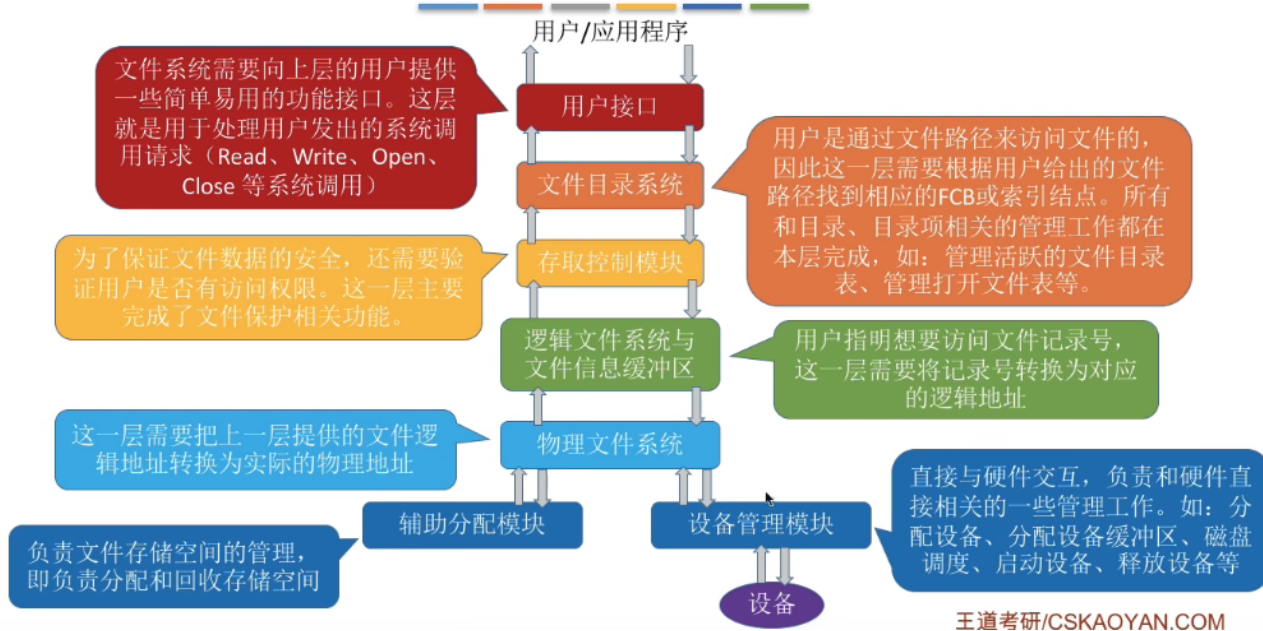 用户/应用程序
文件系统需要向上层的用户提供
一些简单易用的功能接口。这层
就是用于处理用户发出的系统调
用请求（Read、Write、Open、
Close 等系统调用）
用户接口
用户是通过文件路径来访问文件的，
因此这一层需要根据用户给出的文件
路径找到相应的FCB或索引结点。所有
和目录、目录项相关的管理工作都在
本层完成，如：管理活跃的文件目录
表、管理打开文件表等。
文件目录系统
为了保证文件数据的安全，还需要验
证用户是否有访问权限。这一层主要
完成了文件保护相关功能。
存取控制模块
逻辑文件系统与
文件信息缓冲区
用户指明想要访问文件记录号，
这一层需要将记录号转换为对应
的逻辑地址
这一层需要把上一层提供的文件逻
辑地址转换为实际的物理地址
物理文件系统
辅助分配模块
设备管理模块
直接与硬件交互，负责和硬件直
接相关的一些管理工作。如：分
配设备、分配设备缓冲区、磁盘
调度、启动设备、释放设备等
负责文件存储空间的管理，
即负责分配和回收存储空间
设备
王道考研/CSKAOYAN.COM